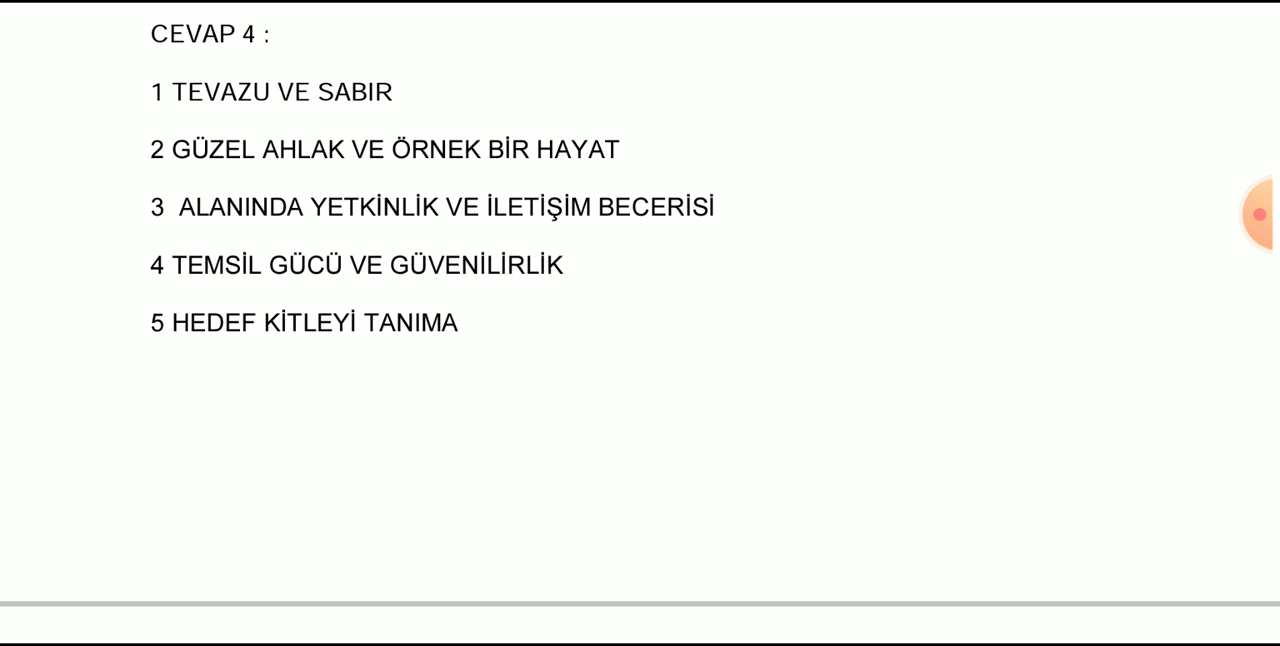 CEVAP 4 :
1 TEVAZU VE SABIR
2 GÜZEL AHLAK VE ÖRNEK BİR HAYAT
3  ALANINDA YETKİNLİK VE İLETİŞİM BECERİSİ
4 TEMSİL GÜCÜ VE GÜVENİLİRLİK
5 HEDEF KİTLEYİ TANIMA